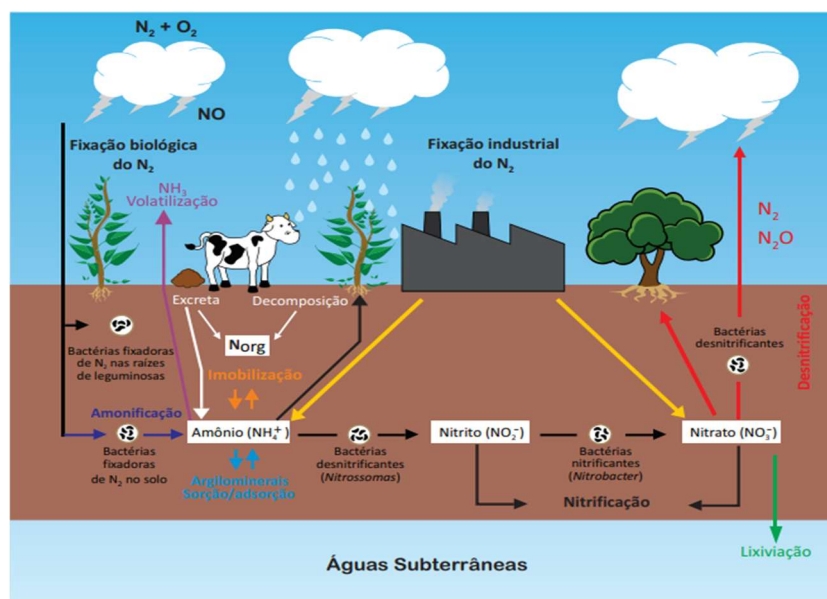 N₂ + O₂
NO
Fixação biológica
do N₂
Fixação industrial
do N₂
NH₃
Volatilização
N₂
N₂O
Excreta
Decomposição
Norg
Bactérias fixadoras
de N₂ nas raízes
de leguminosas
Bactérias
desnitrificantes
Desnitrificação
Imobilização
Amonificação
Amônio (NH₄⁺)
Nitrito (NO₂⁻)
Nitrato (NO₃⁻)
Bactérias
fixadoras
de N₂ no solo
Argilominerais
Sorção/adsorção
Bactérias
desnitrificantes
(Nitrossomas)
Bactérias
nitrificantes
(Nitrobacter)
Nitrificação
Lixiviação
Águas Subterrâneas